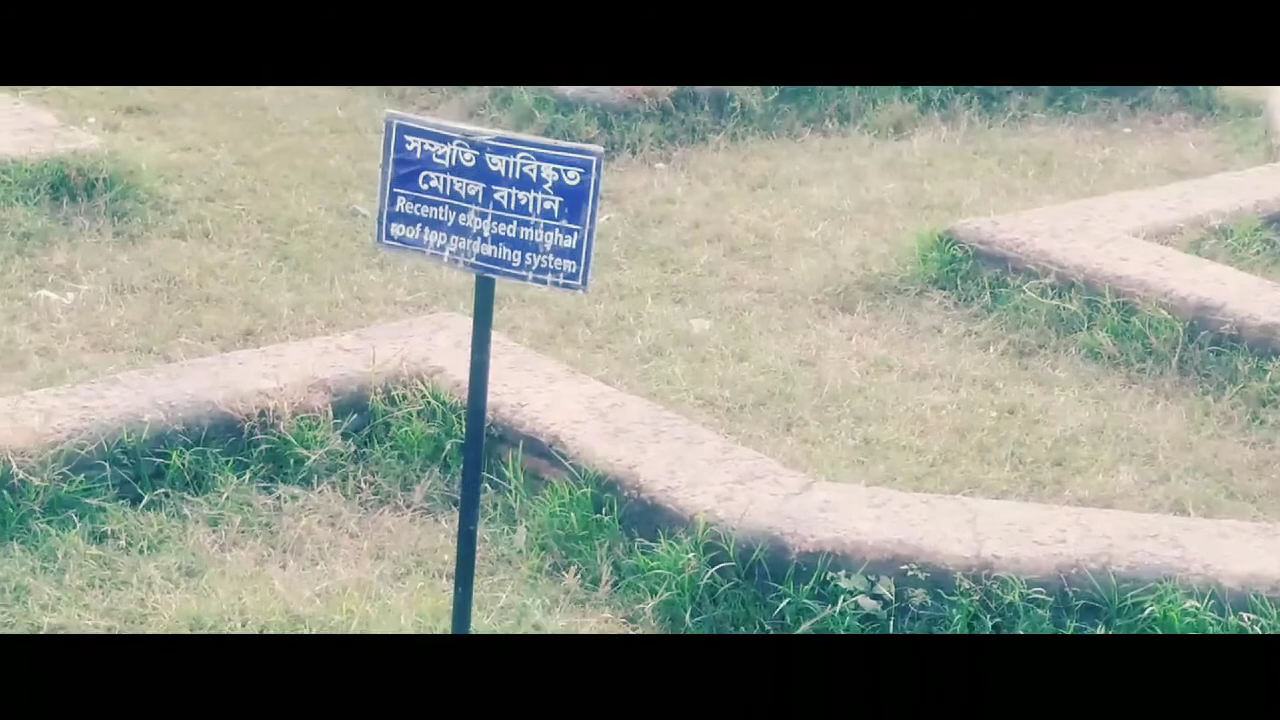 সম্প্রতি আবিষ্কৃত
মোঘল বাগান
Recently exposed mughal
roof top gardening system